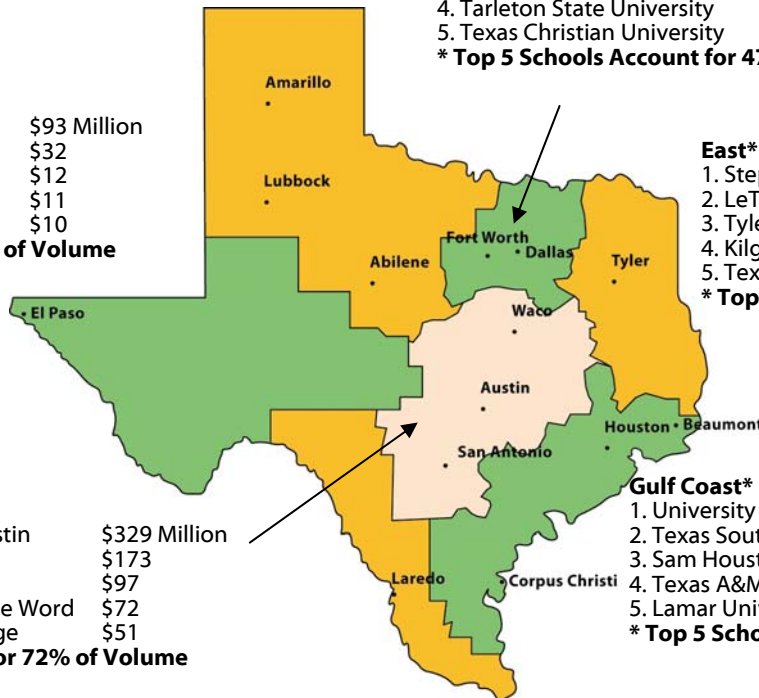 4. Tarleton State University
5. Texas Christian University
* Top 5 Schools Account for 47
Amarillo
$93 Million
$32
$12
$11
$10
of Volume
Lubbock
East*
1. Step
2. LeT
3. Tyle
4. Kilg
5. Tex
* Top
Fort Worth
Dallas
Abilene
Tyler
El Paso
Waco
Austin
Houston
Beaumont
San Antonio
Gulf Coast*
1. University
2. Texas Sout
3. Sam Houst
4. Texas A&M
5. Lamar Uni
* Top 5 Scho
stin $329 Million
$173
$97
e Word $72
ge $51
or 72% of Volume
Laredo
Corpus Christi